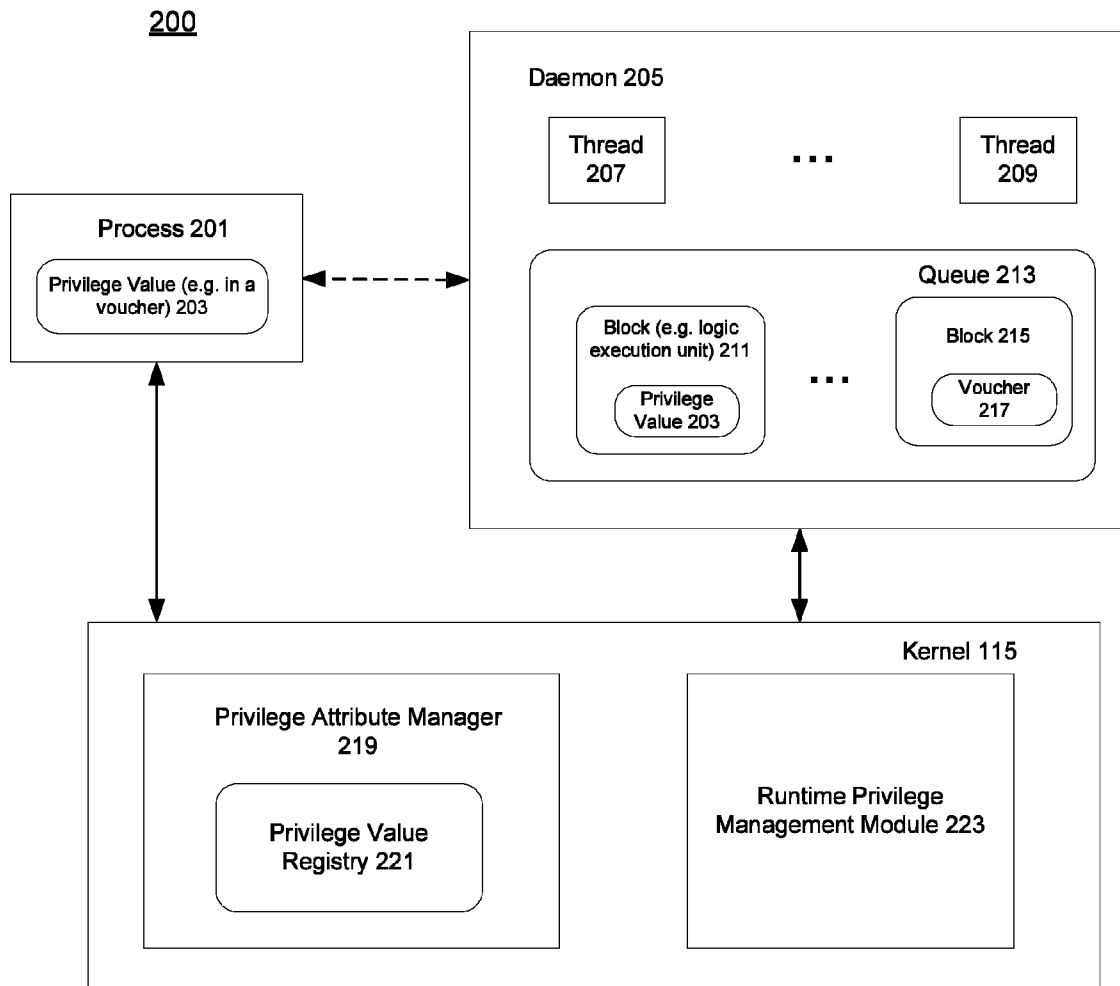 200
Daemon 205
Thread
207
...
Thread
209
Process 201
Privilege Value (e.g. in a
voucher) 203
Queue 213
Block (e.g. logic
execution unit) 211
Privilege
Value 203
...
Block 215
Voucher
217
Kernel 115
Privilege Attribute Manager
219
Privilege Value
Registry 221
Runtime Privilege
Management Module 223